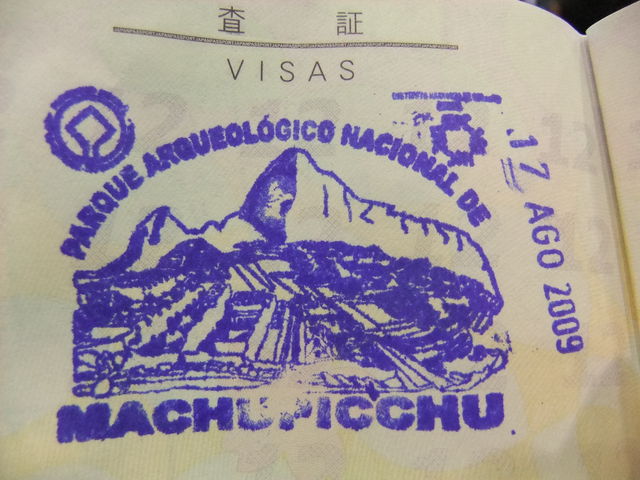 査証
VISAS
PARQUE ARQUEOLÓGICO NACIONAL DE
MACHUPICCHU
17 AGO 2009